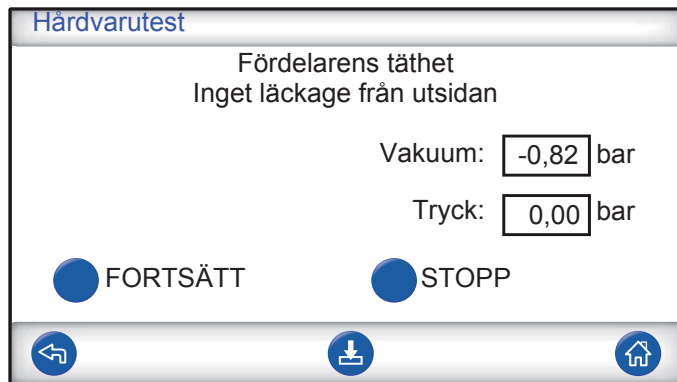 Hårdvarutest
Fördelarens täthet
Inget läckage från utsidan
Vakuum: -0,82 bar
Tryck: 0,00 bar
FORTSÄTT STOPP